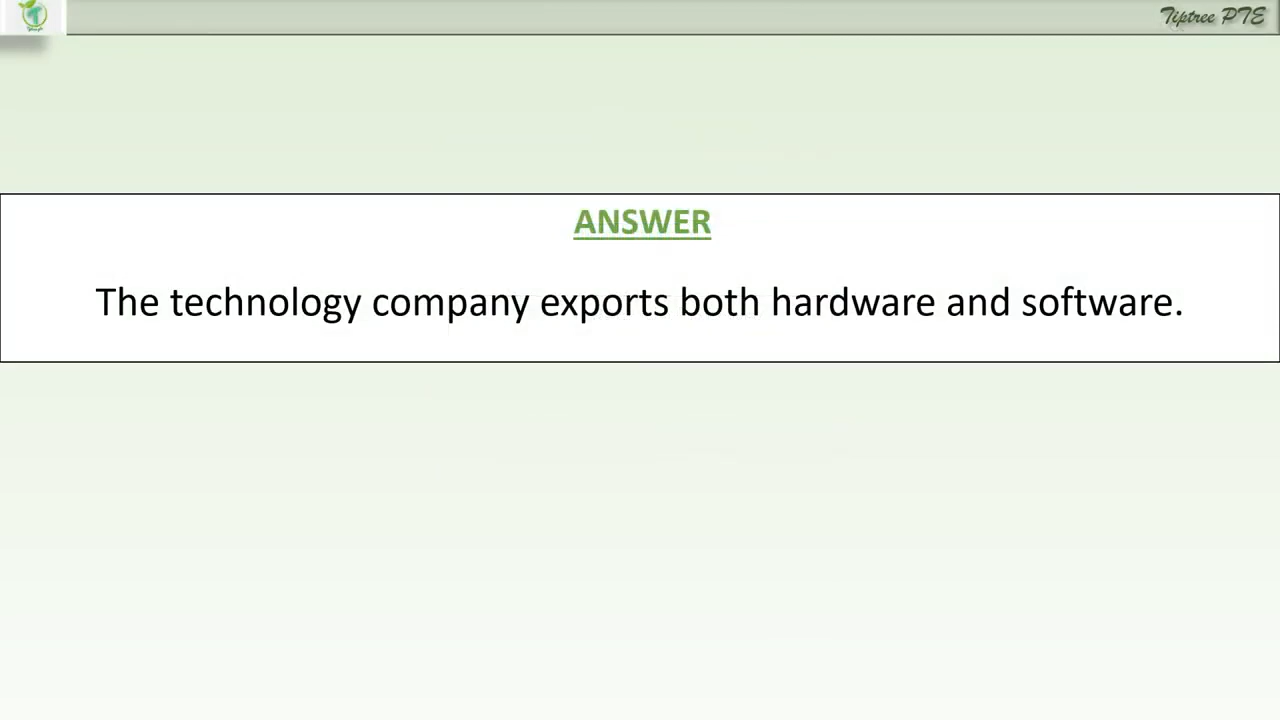 Tiptree PTE
ANSWER
The technology company exports both hardware and software.